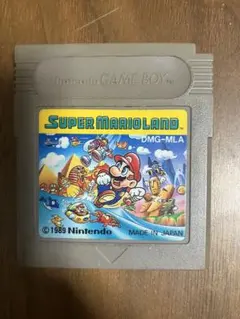 Nintendo GAME BOY
SUPER MARIOLAND
DMG-MLA
©1989 Nintendo
MADE IN JAPAN